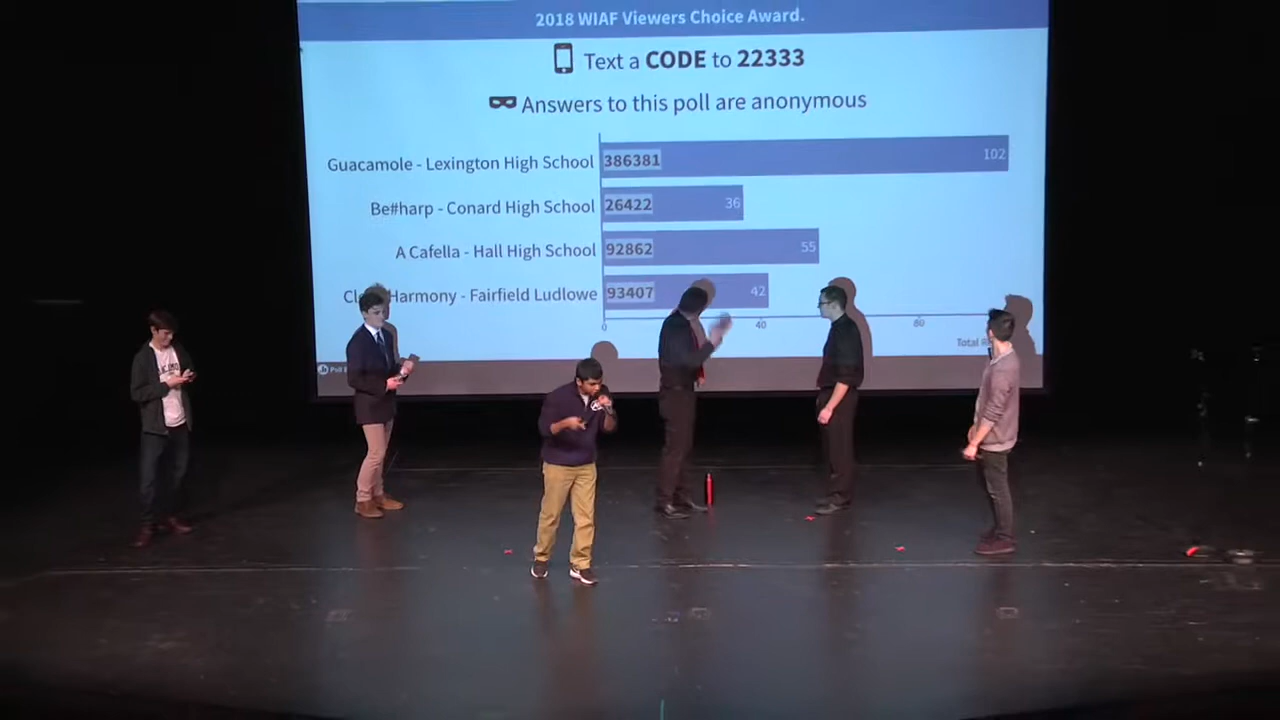 2018 WIAF Viewers Choice Award.
Text a CODE to 22333
Answers to this poll are anonymous
Guacamole - Lexington High School 386381 102
Be#harp - Conard High School 26422 36
A Cafella - Hall High School 92862 55
Harmony - Fairfield Ludlowe 93407 42
0 40 80
Total
Poll